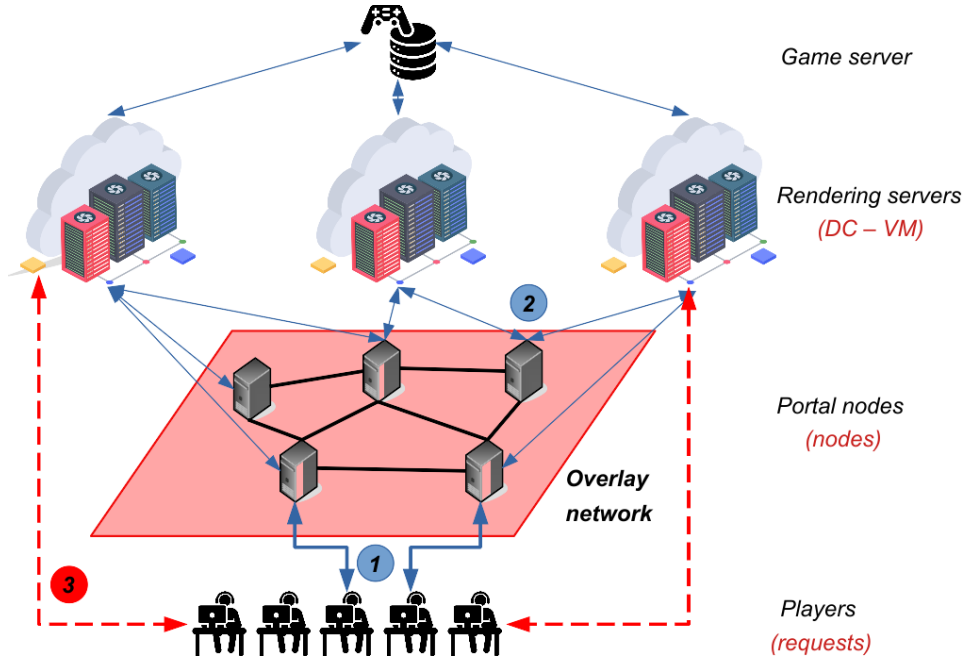 Game server
Rendering servers
(DC – VM)
2
Portal nodes
(nodes)
Overlay
network
1
3
Players
(requests)